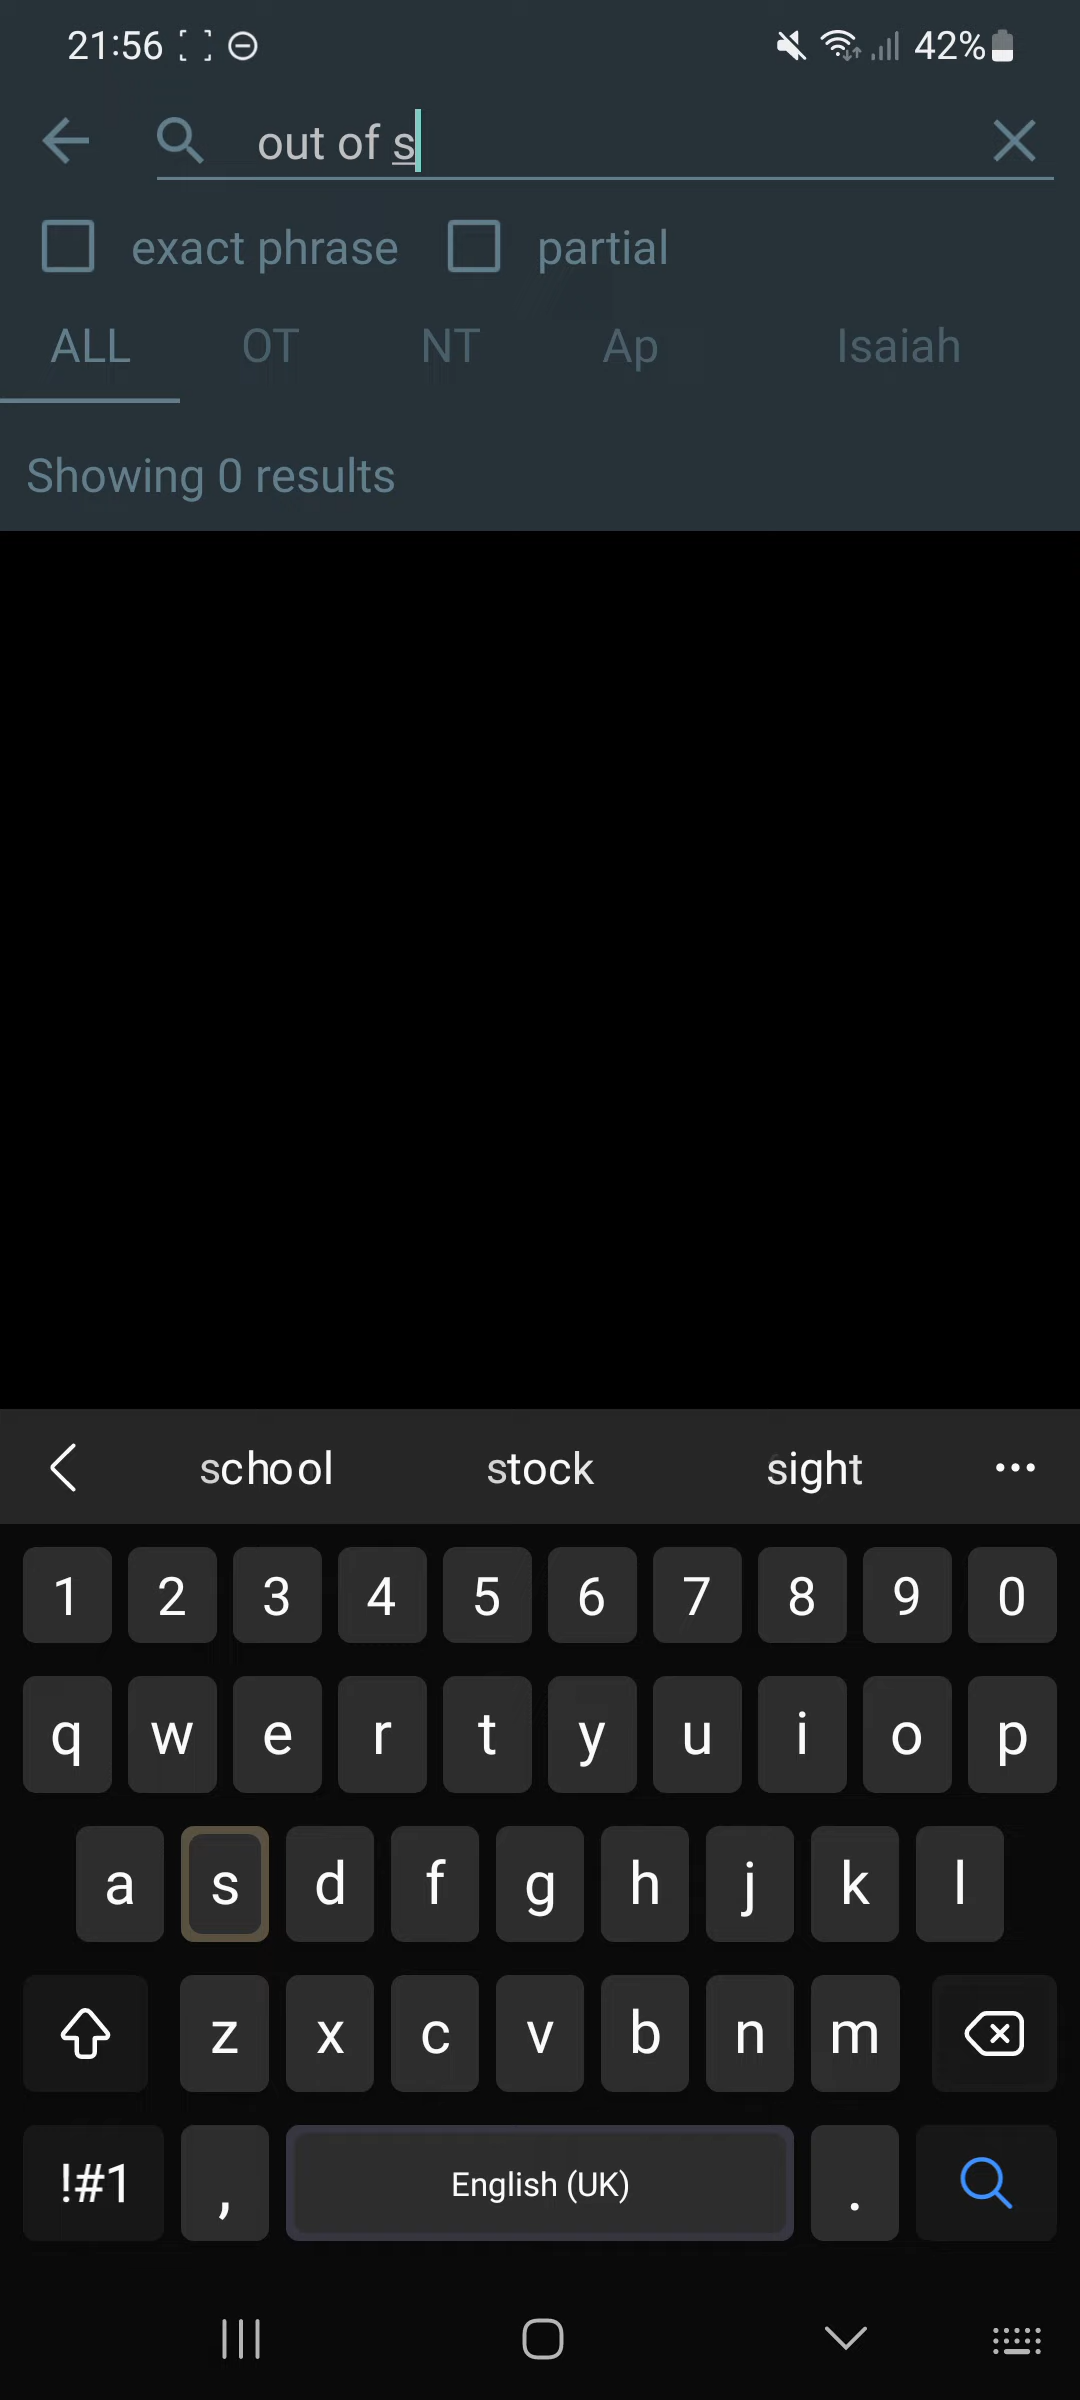 21:56 42%
out of s
exact phrase partial
ALL OT NT Ap Isaiah
Showing 0 results
school stock sight
1 2 3 4 5 6 7 8 9 0
q w e r t y u i o p
a s d f g h j k l
z x c v b n m
!#1 , English (UK) .